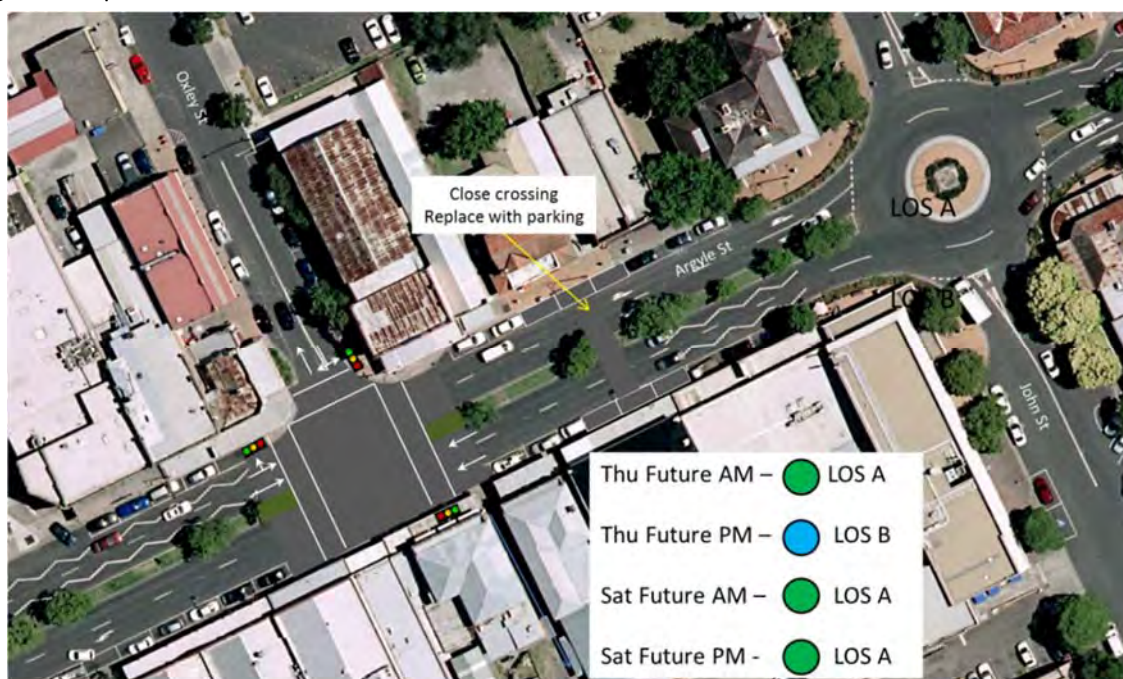 Oxley St
Close crossing
Replace with parking
Argyle St
LOS A
LOS B
John St
Thu Future AM – LOS A
Thu Future PM – LOS B
Sat Future AM – LOS A
Sat Future PM - LOS A